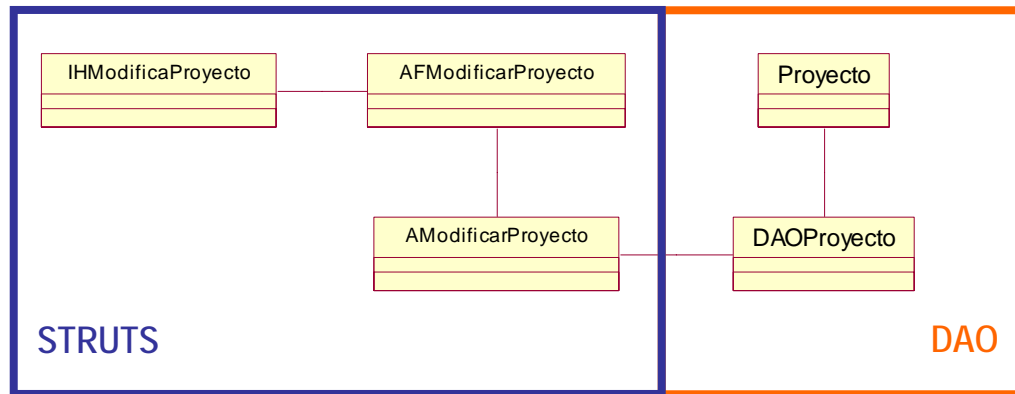 IHModificaProyecto
AFModificarProyecto
Proyecto
AModificarProyecto
DAOProyecto
STRUTS
DAO